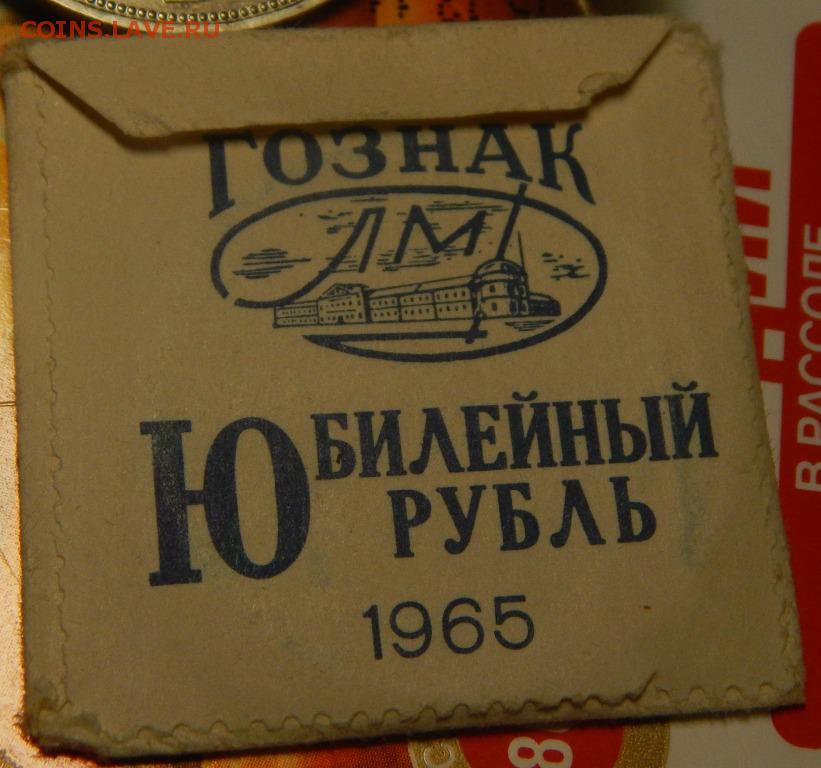 COINS.LAVE.RU
ГОЗНАК
ЛМ
ЮБИЛЕЙНЫЙ
РУБЛЬ
1965
В РАССОЛЕ